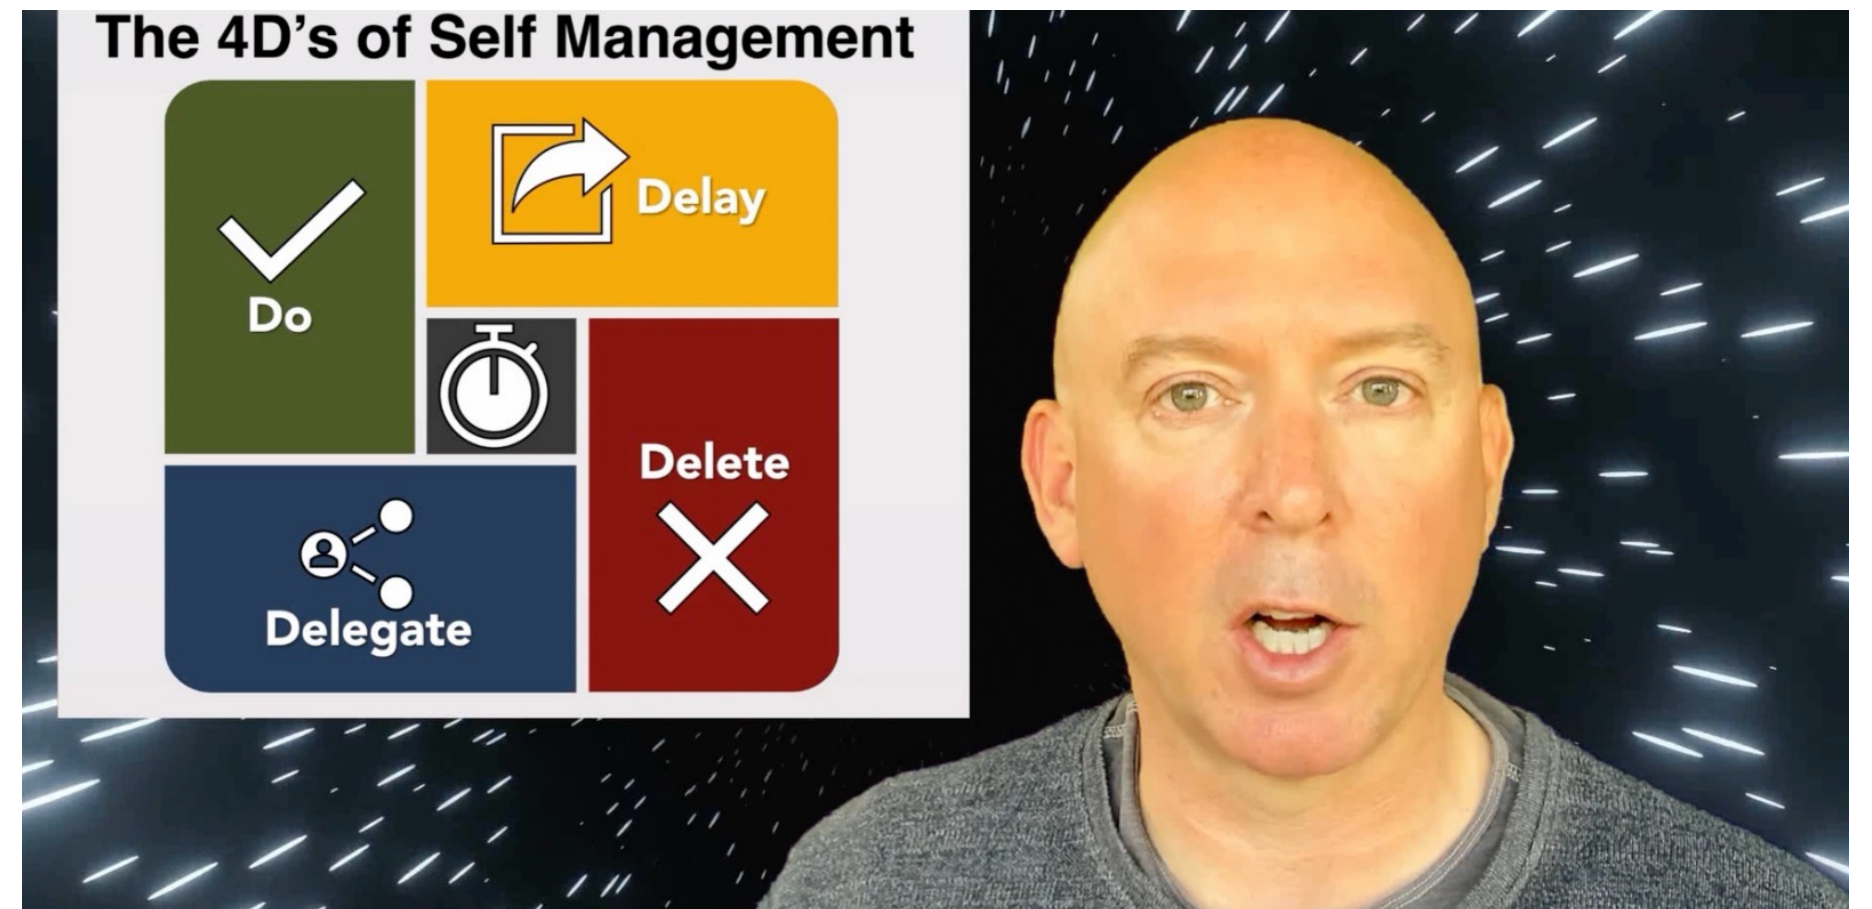 The 4D’s of Self Management
Do
Delay
Delete
Delegate